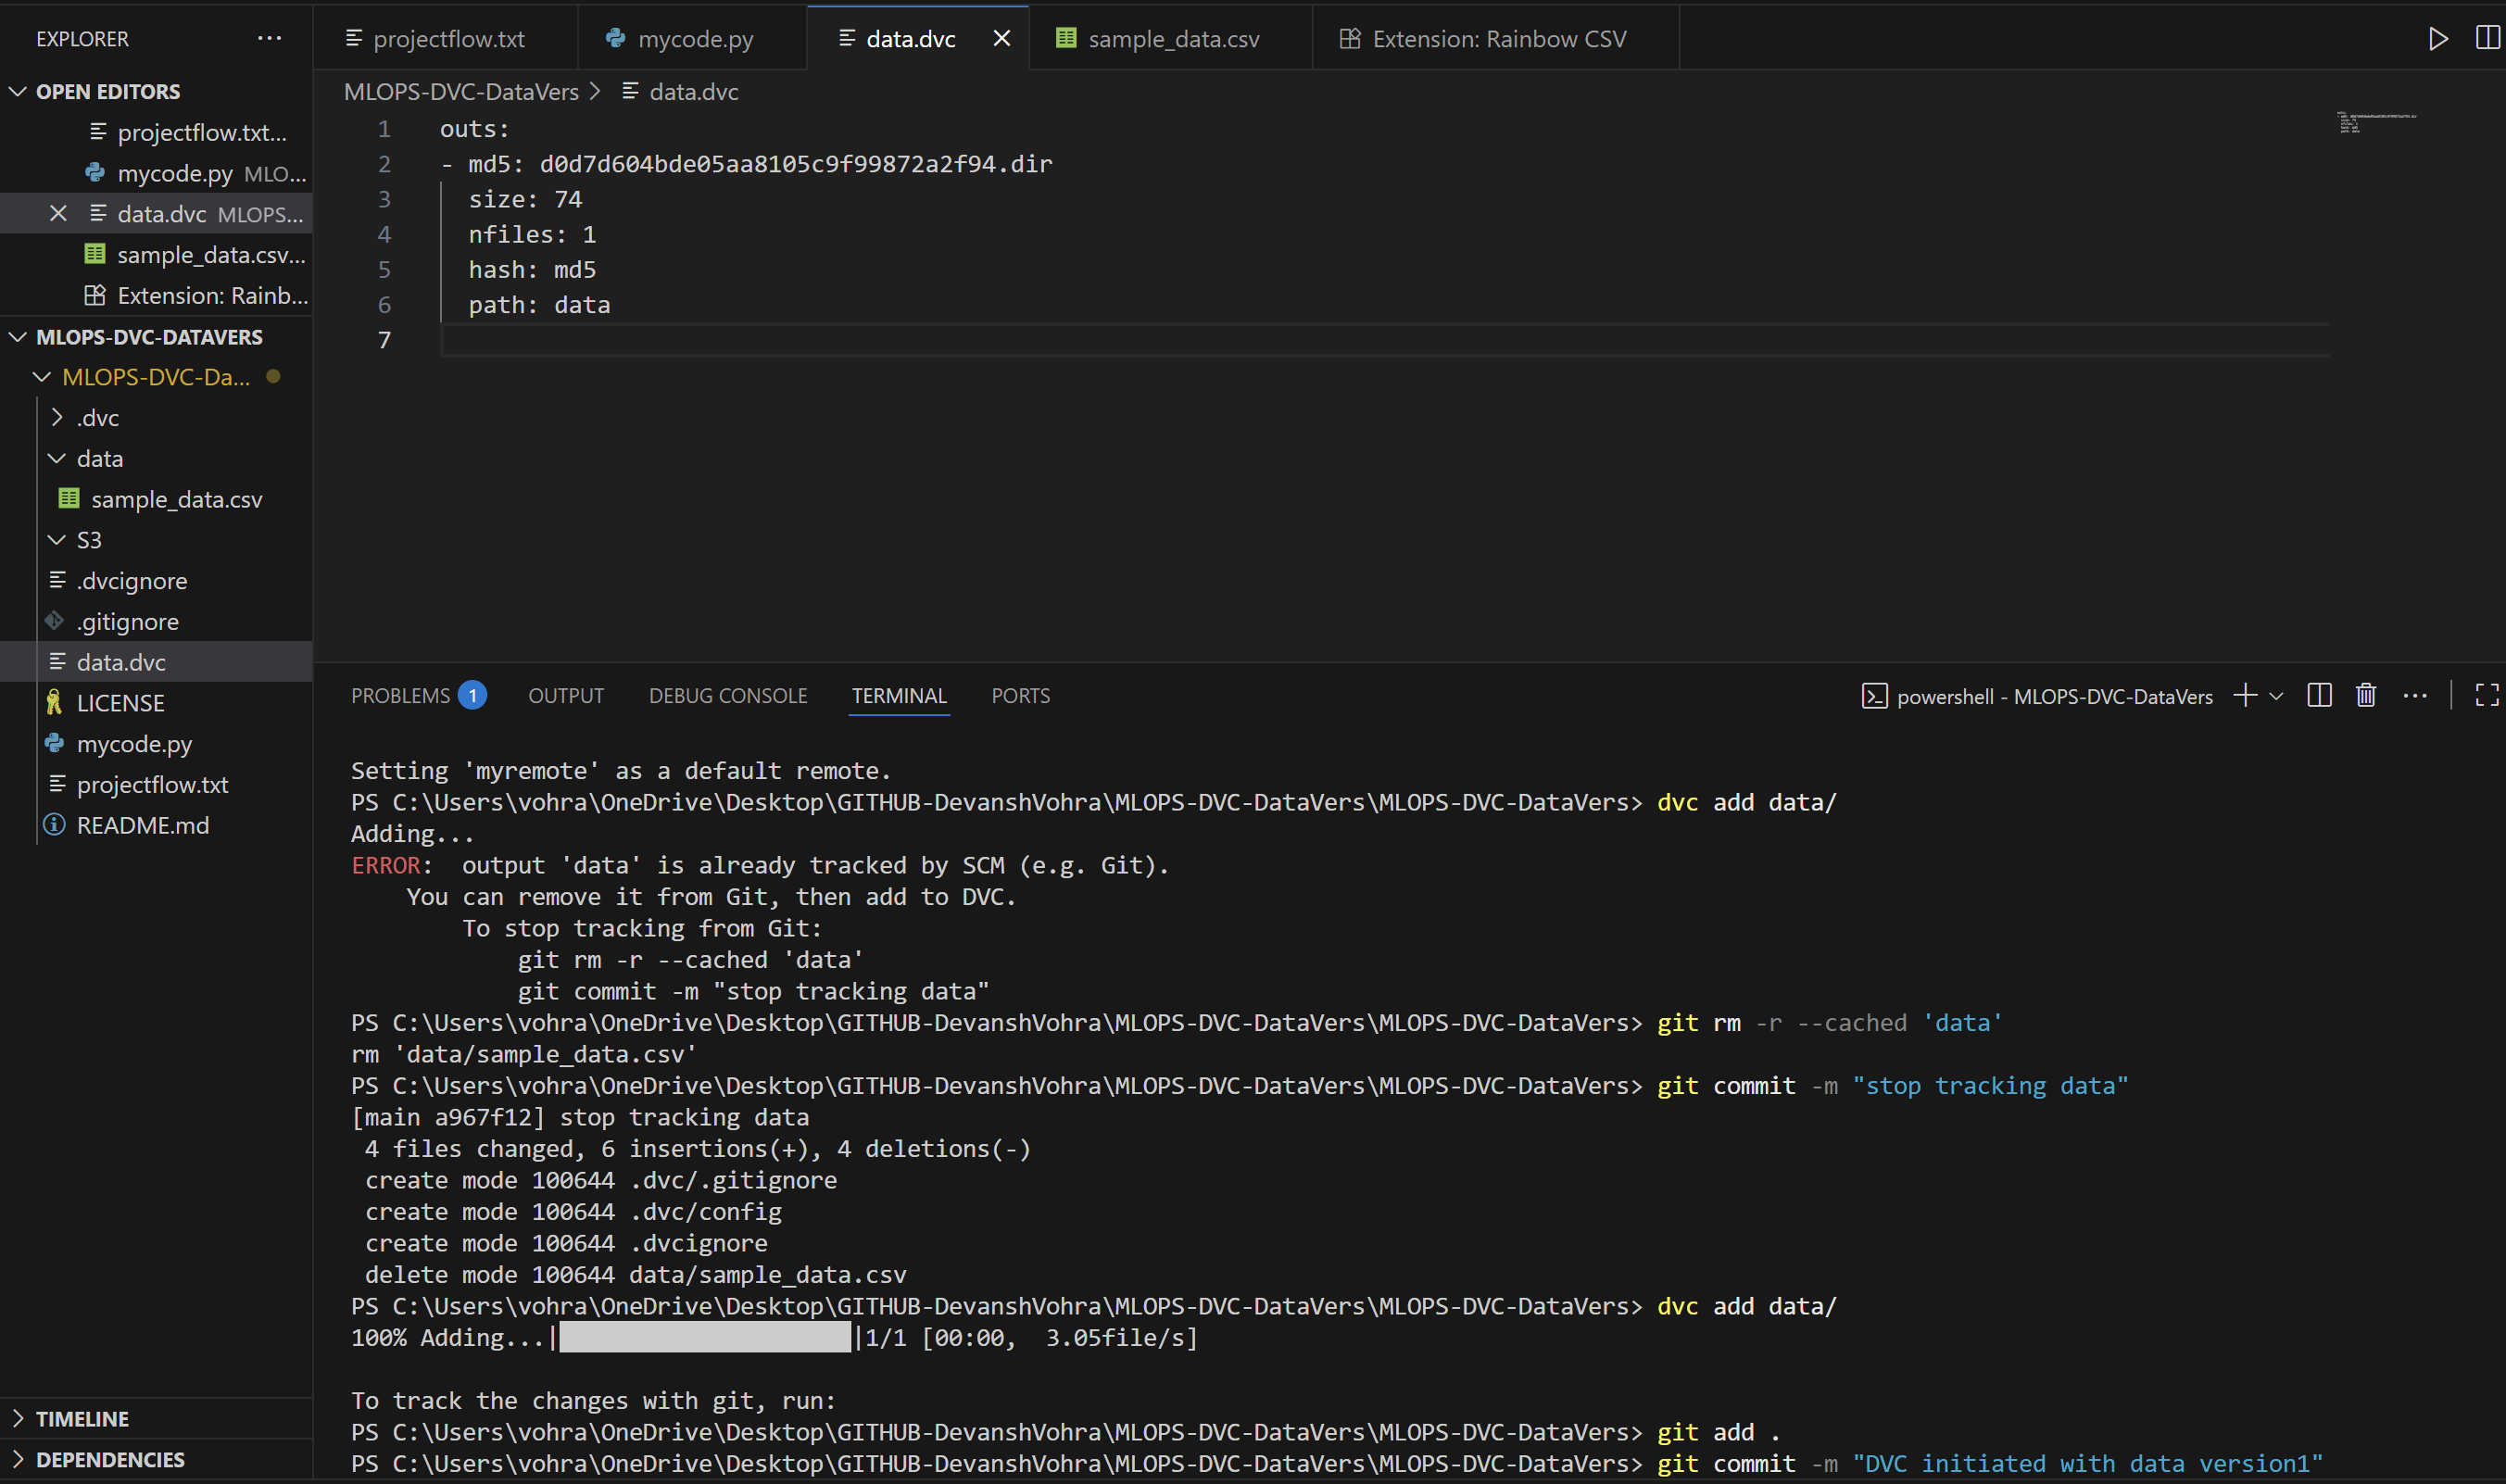 EXPLORER
OPEN EDITORS
projectflow.txt...
mycode.py MLO...
data.dvc MLOPS...
sample_data.csv...
Extension: Rainb...
MLOPS-DVC-DATAVERS
MLOPS-DVC-Da...
.dvc
data
sample_data.csv
S3
.dvcignore
.gitignore
data.dvc
LICENSE
mycode.py
projectflow.txt
README.md
TIMELINE
DEPENDENCIES
projectflow.txt
mycode.py
data.dvc
sample_data.csv
Extension: Rainbow CSV
MLOPS-DVC-DataVers > data.dvc
1 outs:
2 - md5: d0d7d604bde05aa8105c9f99872a2f94.dir
3 size: 74
4 nfiles: 1
5 hash: md5
6 path: data
7
PROBLEMS 1 OUTPUT DEBUG CONSOLE TERMINAL PORTS
powershell - MLOPS-DVC-DataVers
Setting 'myremote' as a default remote.
PS C:\Users\vohra\OneDrive\Desktop\GITHUB-DevanshVohra\MLOPS-DVC-DataVers\MLOPS-DVC-DataVers> dvc add data/
Adding...
ERROR: output 'data' is already tracked by SCM (e.g. Git).
You can remove it from Git, then add to DVC.
To stop tracking from Git:
git rm -r --cached 'data'
git commit -m "stop tracking data"
PS C:\Users\vohra\OneDrive\Desktop\GITHUB-DevanshVohra\MLOPS-DVC-DataVers\MLOPS-DVC-DataVers> git rm -r --cached 'data'
rm 'data/sample_data.csv'
PS C:\Users\vohra\OneDrive\Desktop\GITHUB-DevanshVohra\MLOPS-DVC-DataVers\MLOPS-DVC-DataVers> git commit -m "stop tracking data"
[main a967f12] stop tracking data
4 files changed, 6 insertions(+), 4 deletions(-)
create mode 100644 .dvc/.gitignore
create mode 100644 .dvc/config
create mode 100644 .dvcignore
delete mode 100644 data/sample_data.csv
PS C:\Users\vohra\OneDrive\Desktop\GITHUB-DevanshVohra\MLOPS-DVC-DataVers\MLOPS-DVC-DataVers> dvc add data/
100% Adding...| |1/1 [00:00, 3.05file/s]
To track the changes with git, run:
PS C:\Users\vohra\OneDrive\Desktop\GITHUB-DevanshVohra\MLOPS-DVC-DataVers\MLOPS-DVC-DataVers> git add .
PS C:\Users\vohra\OneDrive\Desktop\GITHUB-DevanshVohra\MLOPS-DVC-DataVers\MLOPS-DVC-DataVers> git commit -m "DVC initiated with data version1"